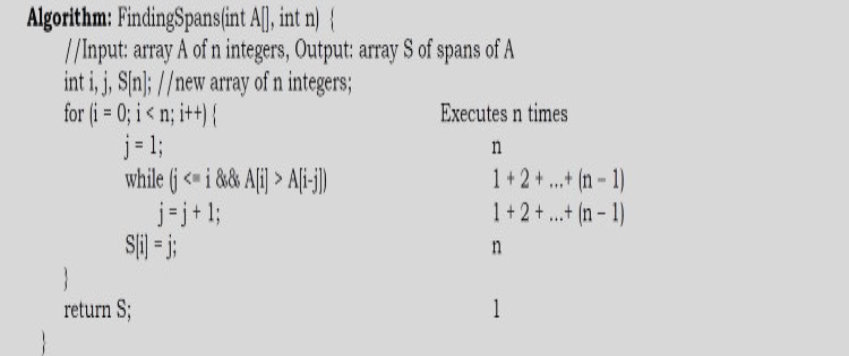 Algorithm: FindingSpans(int A[], int n) {
//Input: array A of n integers, Output: array S of spans of A
int i, j, S[n]; //new array of n integers;
for (i = 0; i < n; i++) { Executes n times
j = 1; n
while (j <= i && A[i] > A[i-j]) 1 + 2 + ...+ (n – 1)
j = j + 1; 1 + 2 + ...+ (n – 1)
S[i] = j; n
}
return S; 1
}